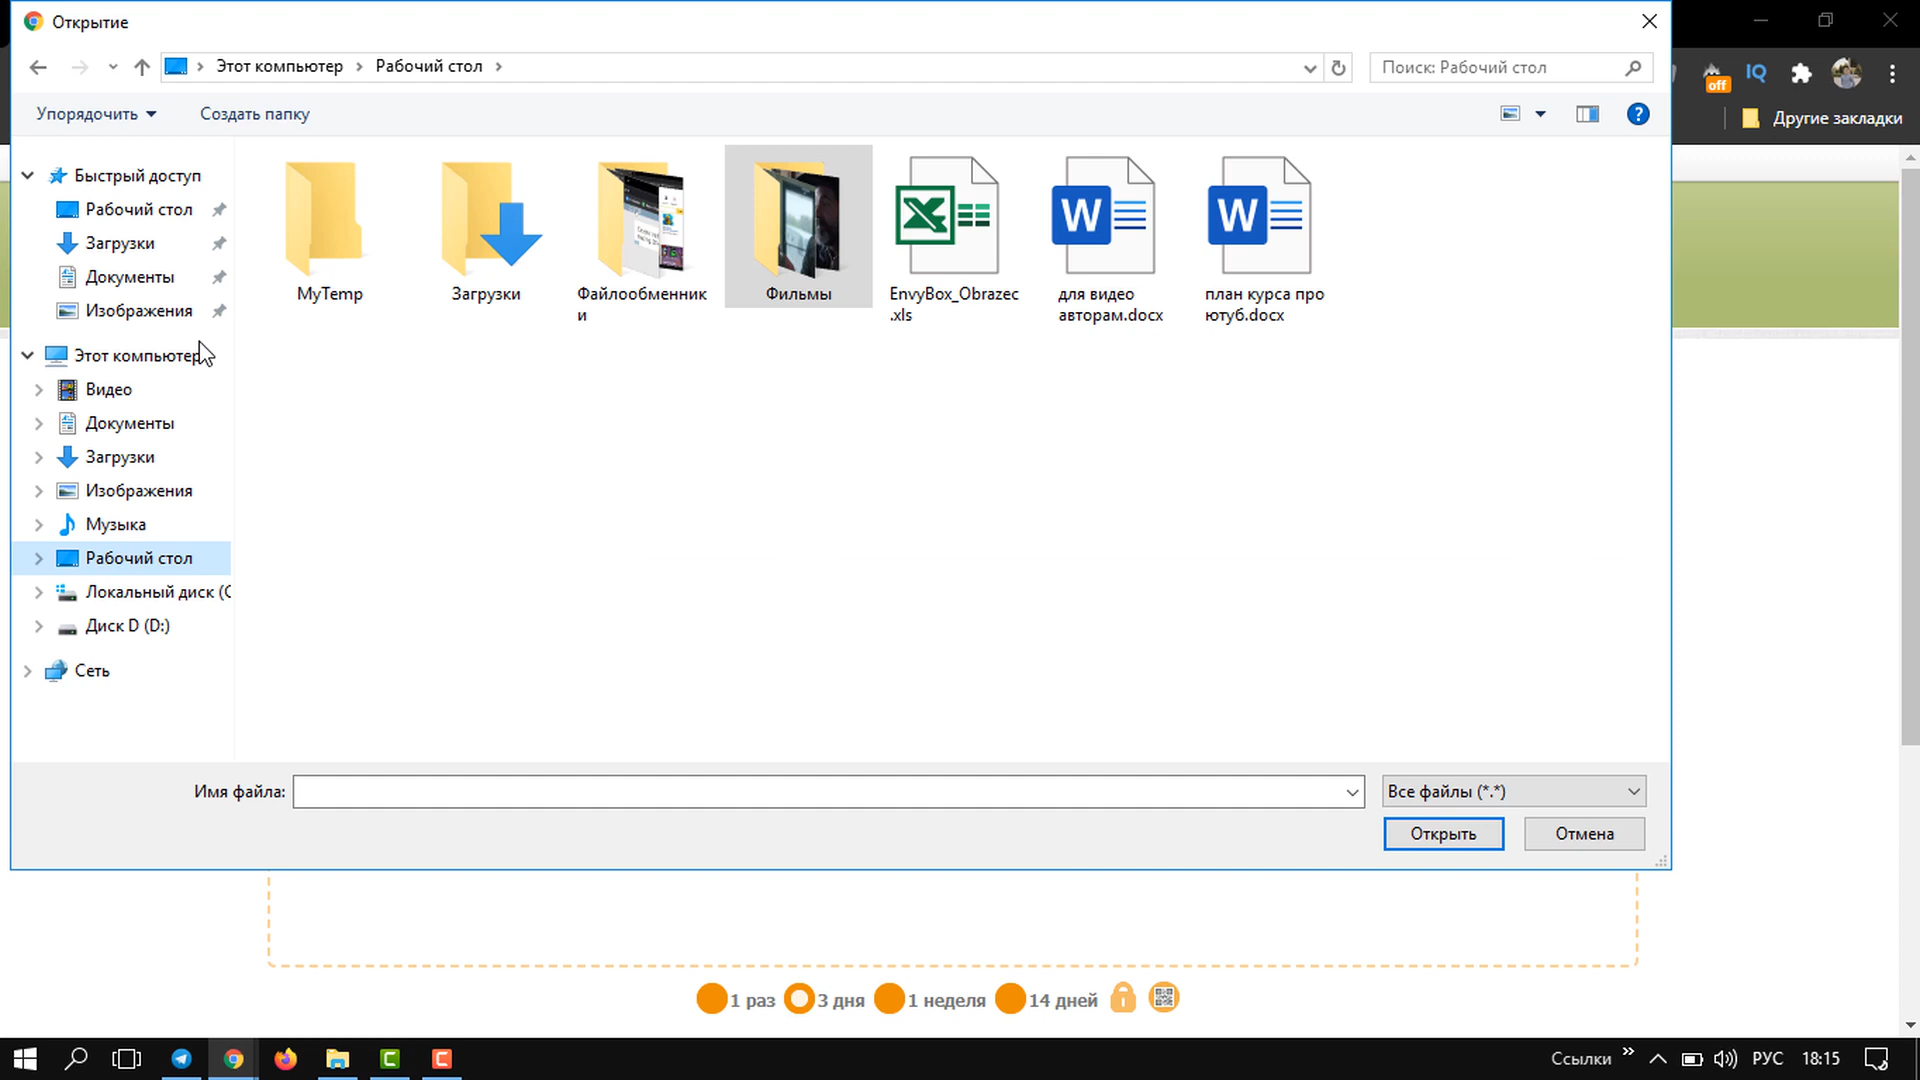 Открытие
Этот компьютер
Рабочий стол
Поиск: Рабочий стол
off
IQ
Упорядочить
Создать папку
?
Другие закладки
Быстрый доступ
Рабочий стол
Загрузки
Документы
Изображения
Этот компьютер
Видео
Документы
Загрузки
Изображения
Музыка
Рабочий стол
Локальный диск (C
Диск D (D:)
Сеть
MyTemp
Загрузки
Файлообменник
и
Фильмы
EnvyBox_Obrazec
.xls
для видео
авторам.docx
план курса про
ютуб.docx
Имя файла:
Все файлы (*.*)
Открыть
Отмена
1 раз
3 дня
1 неделя
14 дней
Ссылки
РУС
18:15